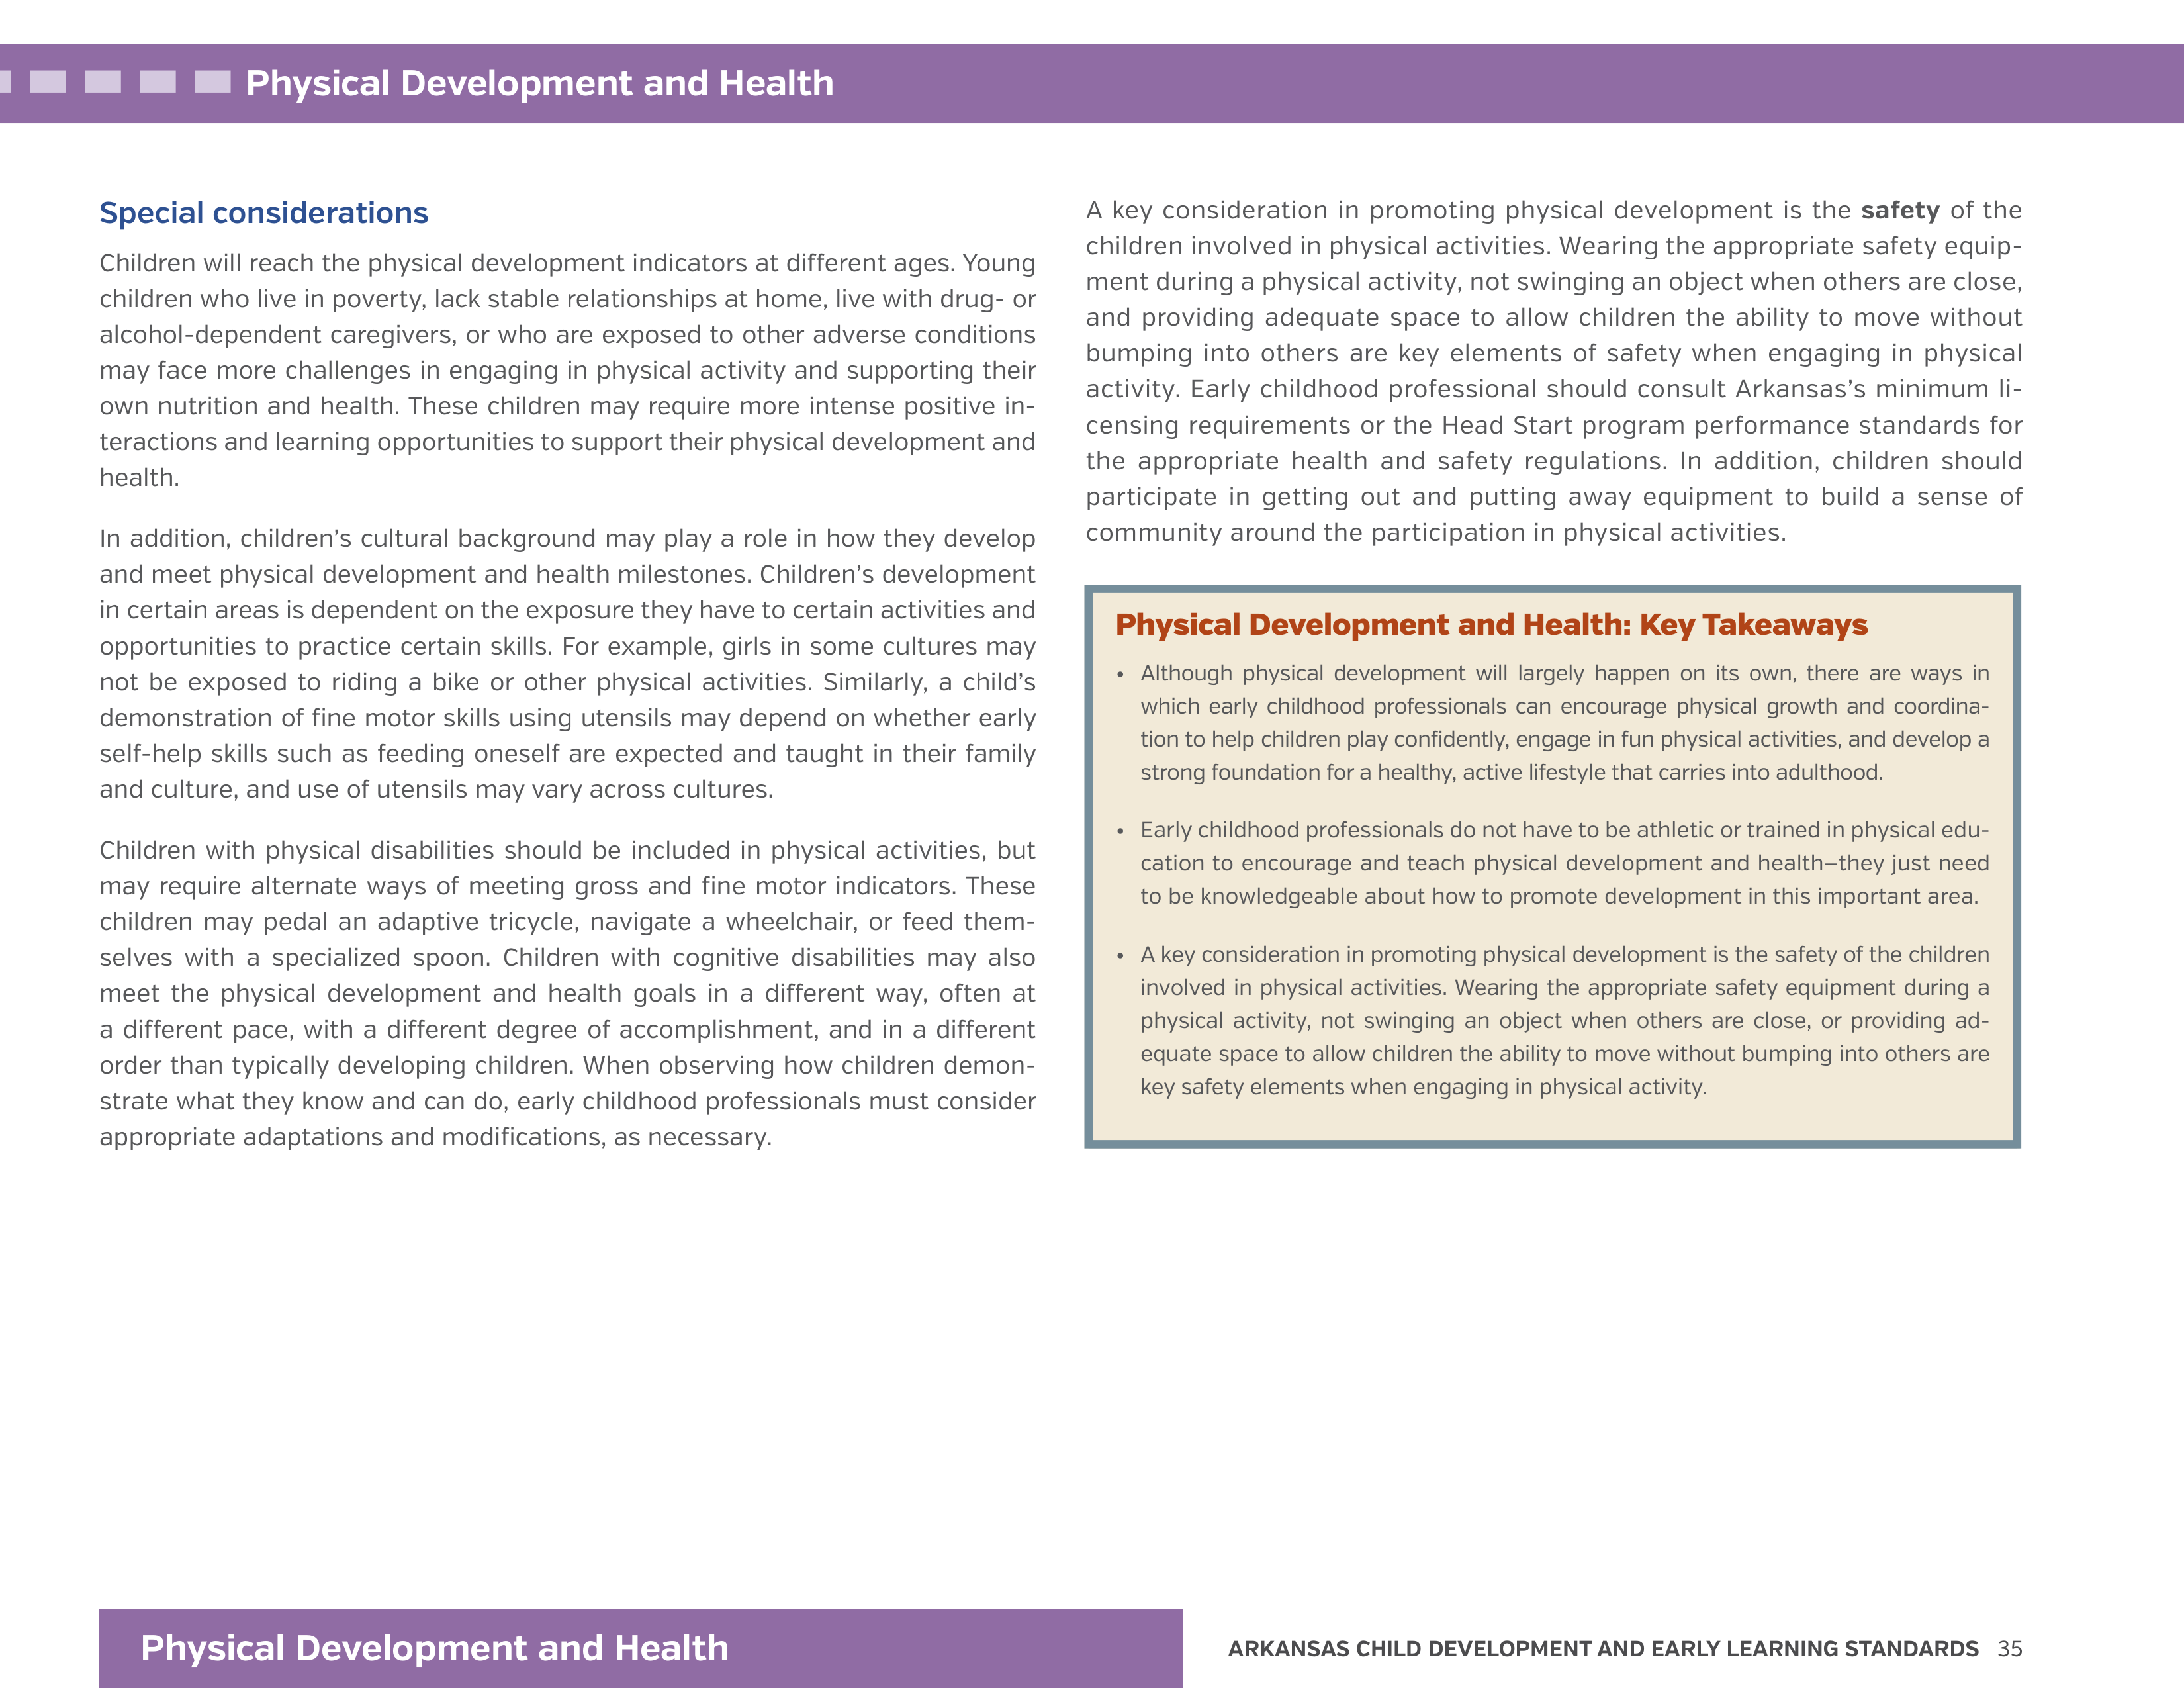 Physical Development and Health
Special considerations
Children will reach the physical development indicators at different ages. Young
children who live in poverty, lack stable relationships at home, live with drug- or
alcohol-dependent caregivers, or who are exposed to other adverse conditions
may face more challenges in engaging in physical activity and supporting their
own nutrition and health. These children may require more intense positive in-
teractions and learning opportunities to support their physical development and
health.
In addition, children’s cultural background may play a role in how they develop
and meet physical development and health milestones. Children’s development
in certain areas is dependent on the exposure they have to certain activities and
opportunities to practice certain skills. For example, girls in some cultures may
not be exposed to riding a bike or other physical activities. Similarly, a child’s
demonstration of fine motor skills using utensils may depend on whether early
self-help skills such as feeding oneself are expected and taught in their family
and culture, and use of utensils may vary across cultures.
Children with physical disabilities should be included in physical activities, but
may require alternate ways of meeting gross and fine motor indicators. These
children may pedal an adaptive tricycle, navigate a wheelchair, or feed them-
selves with a specialized spoon. Children with cognitive disabilities may also
meet the physical development and health goals in a different way, often at
a different pace, with a different degree of accomplishment, and in a different
order than typically developing children. When observing how children demon-
strate what they know and can do, early childhood professionals must consider
appropriate adaptations and modifications, as necessary.
A key consideration in promoting physical development is the safety of the
children involved in physical activities. Wearing the appropriate safety equip-
ment during a physical activity, not swinging an object when others are close,
and providing adequate space to allow children the ability to move without
bumping into others are key elements of safety when engaging in physical
activity. Early childhood professional should consult Arkansas’s minimum li-
censing requirements or the Head Start program performance standards for
the appropriate health and safety regulations. In addition, children should
participate in getting out and putting away equipment to build a sense of
community around the participation in physical activities.
Physical Development and Health: Key Takeaways
• Although physical development will largely happen on its own, there are ways in
which early childhood professionals can encourage physical growth and coordina-
tion to help children play confidently, engage in fun physical activities, and develop a
strong foundation for a healthy, active lifestyle that carries into adulthood.
• Early childhood professionals do not have to be athletic or trained in physical edu-
cation to encourage and teach physical development and health–they just need
to be knowledgeable about how to promote development in this important area.
• A key consideration in promoting physical development is the safety of the children
involved in physical activities. Wearing the appropriate safety equipment during a
physical activity, not swinging an object when others are close, or providing ad-
equate space to allow children the ability to move without bumping into others are
key safety elements when engaging in physical activity.
Physical Development and Health
ARKANSAS CHILD DEVELOPMENT AND EARLY LEARNING STANDARDS 35